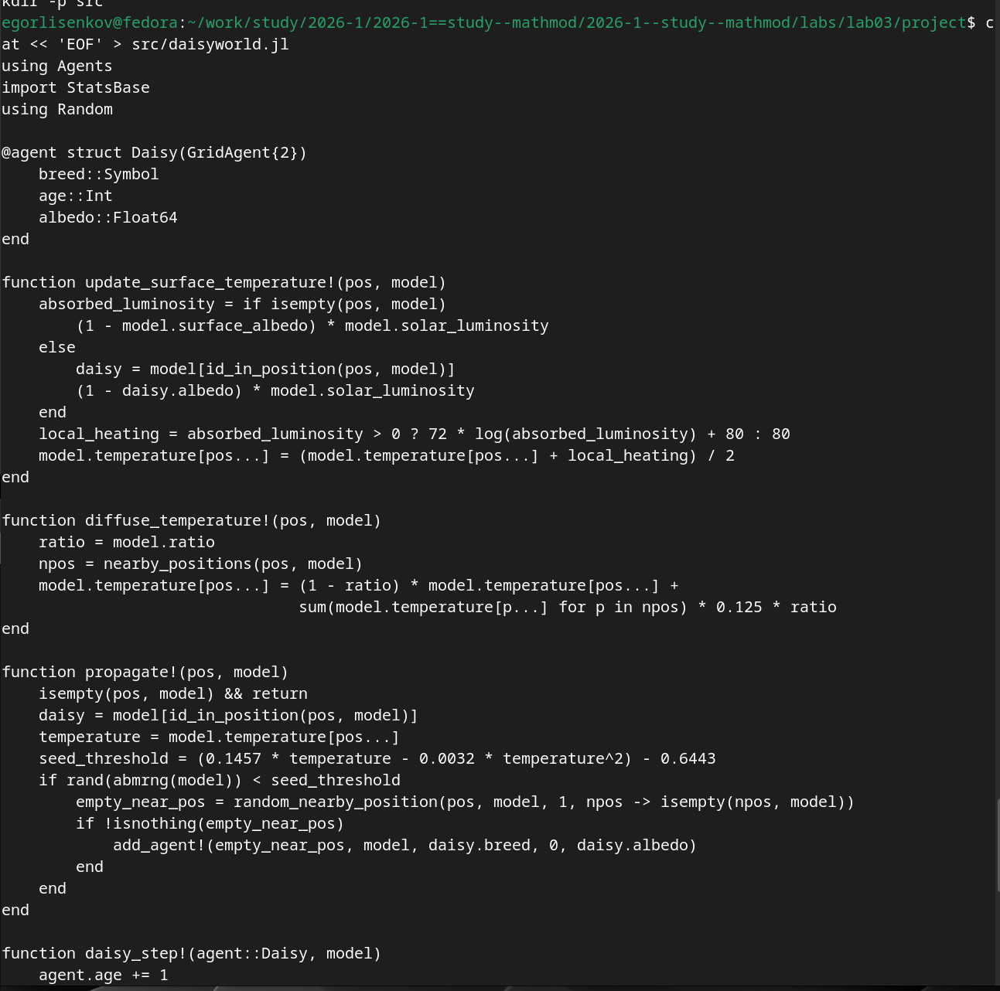 kdir -p src
egorlisenkov@fedora:~/work/study/2026-1/2026-1==study--mathmod/2026-1--study--mathmod/labs/lab03/project$ c
at << 'EOF' > src/daisyworld.jl
using Agents
import StatsBase
using Random

@agent struct Daisy(GridAgent{2})
    breed::Symbol
    age::Int
    albedo::Float64
end

function update_surface_temperature!(pos, model)
    absorbed_luminosity = if isempty(pos, model)
        (1 - model.surface_albedo) * model.solar_luminosity
    else
        daisy = model[id_in_position(pos, model)]
        (1 - daisy.albedo) * model.solar_luminosity
    end
    local_heating = absorbed_luminosity > 0 ? 72 * log(absorbed_luminosity) + 80 : 80
    model.temperature[pos...] = (model.temperature[pos...] + local_heating) / 2
end

function diffuse_temperature!(pos, model)
    ratio = model.ratio
    npos = nearby_positions(pos, model)
    model.temperature[pos...] = (1 - ratio) * model.temperature[pos...] +
                                sum(model.temperature[p...] for p in npos) * 0.125 * ratio
end

function propagate!(pos, model)
    isempty(pos, model) && return
    daisy = model[id_in_position(pos, model)]
    temperature = model.temperature[pos...]
    seed_threshold = (0.1457 * temperature - 0.0032 * temperature^2) - 0.6443
    if rand(abmrng(model)) < seed_threshold
        empty_near_pos = random_nearby_position(pos, model, 1, npos -> isempty(npos, model))
        if !isnothing(empty_near_pos)
            add_agent!(empty_near_pos, model, daisy.breed, 0, daisy.albedo)
        end
    end
end

function daisy_step!(agent::Daisy, model)
    agent.age += 1